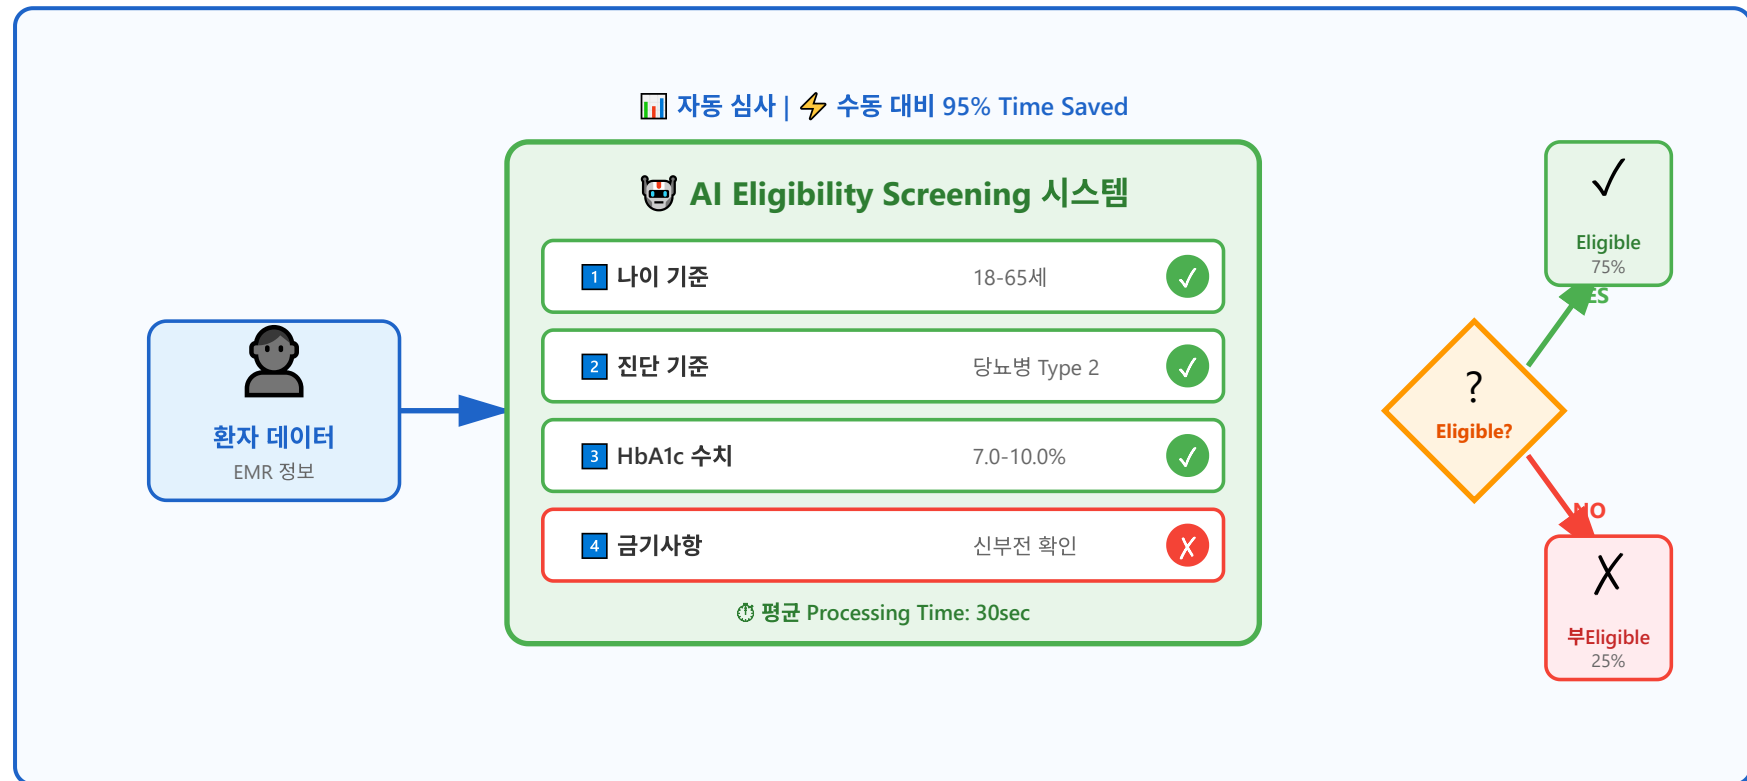 📊 자동 심사 | ⚡ 수동 대비 95% Time Saved
AI Eligibility Screening 시스템
1 나이 기준 18-65세 ✓
2 진단 기준 당뇨병 Type 2 ✓
3 HbA1c 수치 7.0-10.0% ✓
4 금기사항 신부전 확인 ✗
⏱ 평균 Processing Time: 30sec
환자 데이터
EMR 정보
?
Eligible?
✓
Eligible
75%
NO
✗
부Eligible
25%